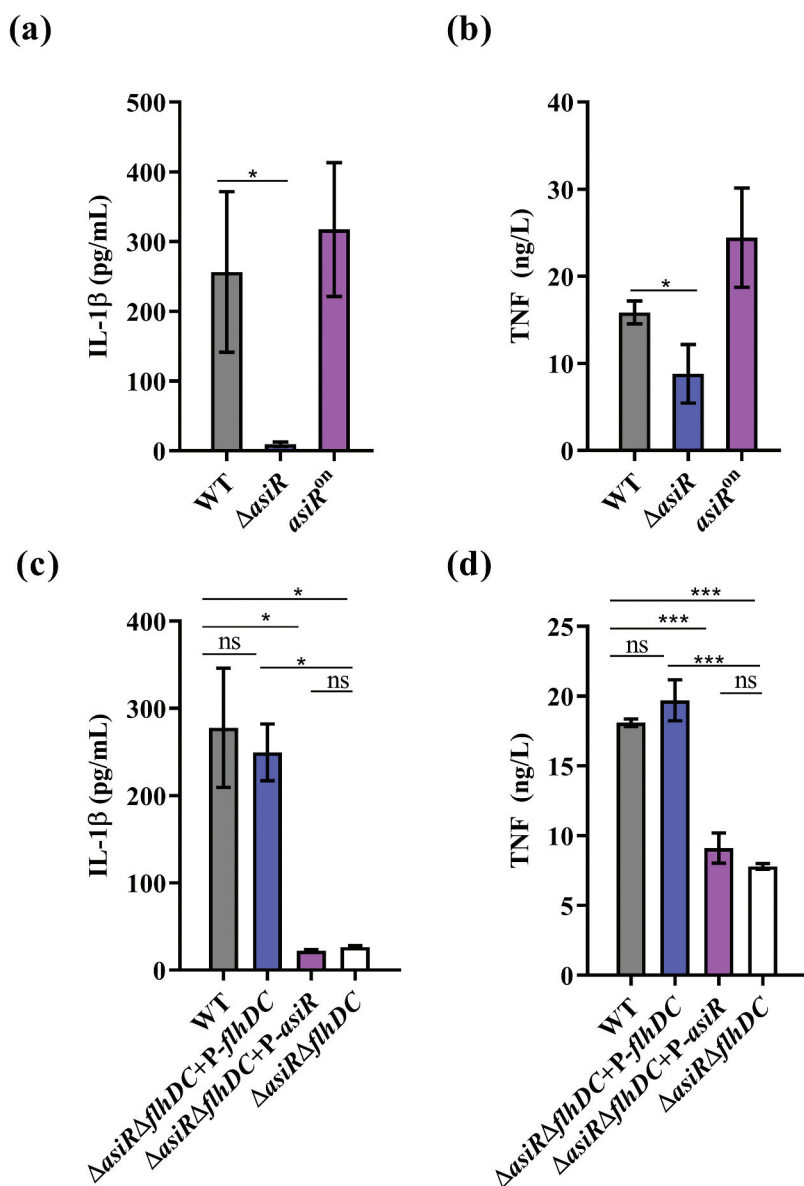 (a)
500
400
300
200
100
0
IL-1β (pg/mL)
*
WT
ΔasiR
asiRᵒⁿ
(b)
40
30
20
10
0
TNF (ng/L)
*
WT
ΔasiR
asiRᵒⁿ
(c)
400
300
200
100
0
IL-1β (pg/mL)
*
*
ns
*
ns
WT
ΔasiRΔflhDC+P-flhDC
ΔasiRΔflhDC+P-asiR
ΔasiRΔflhDC
(d)
25
20
15
10
5
0
TNF (ng/L)
***
***
ns
***
ns
WT
ΔasiRΔflhDC+P-flhDC
ΔasiRΔflhDC+P-asiR
ΔasiRΔflhDC